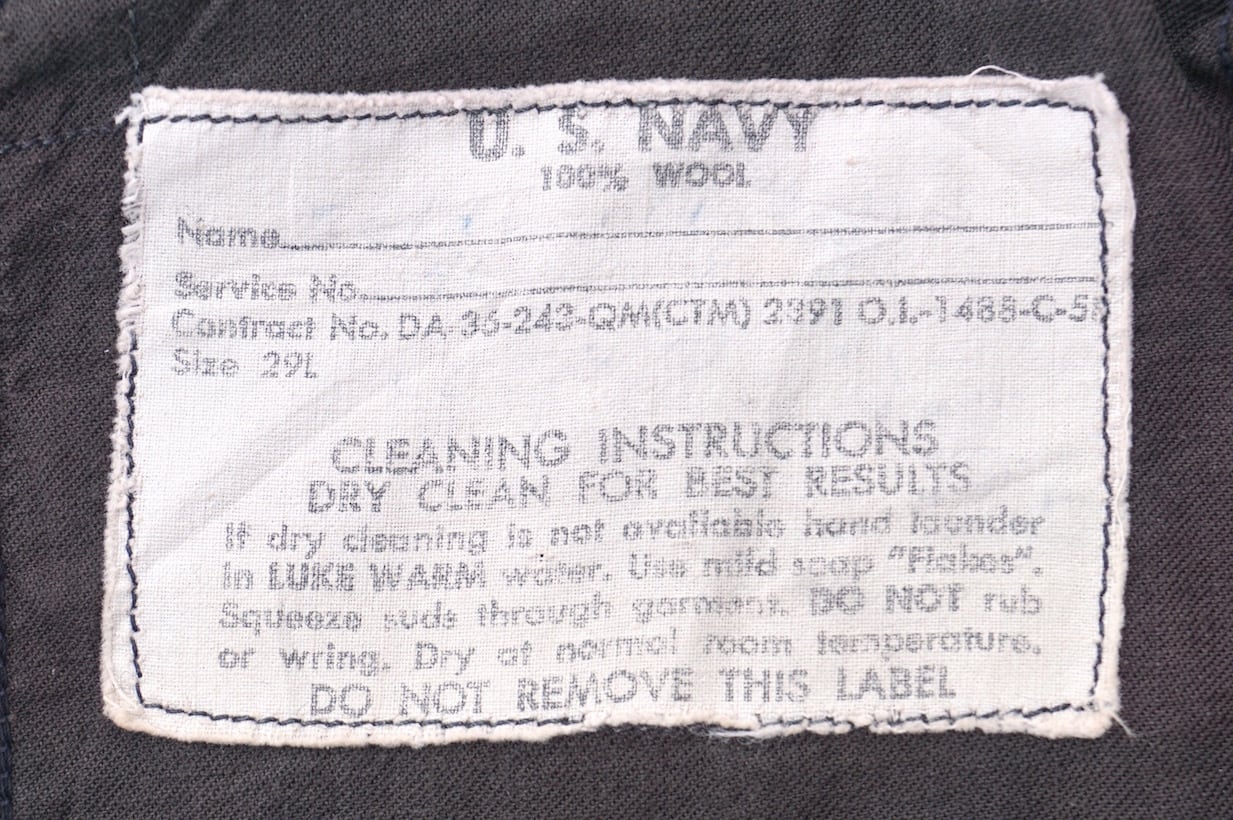 U. S. NAVY
100% WOOL
Name
Service No.
Contract No. DA-36-243-QM(CTM) 2391 O.I.-1488-C-5
Size 29L
CLEANING INSTRUCTIONS
DRY CLEAN FOR BEST RESULTS
If dry cleaning is not available hand launder
in LUKE WARM water. Use mild soap "Flakes".
Squeeze suds through garment. DO NOT rub
or wring. Dry at normal room temperature.
DO NOT REMOVE THIS LABEL